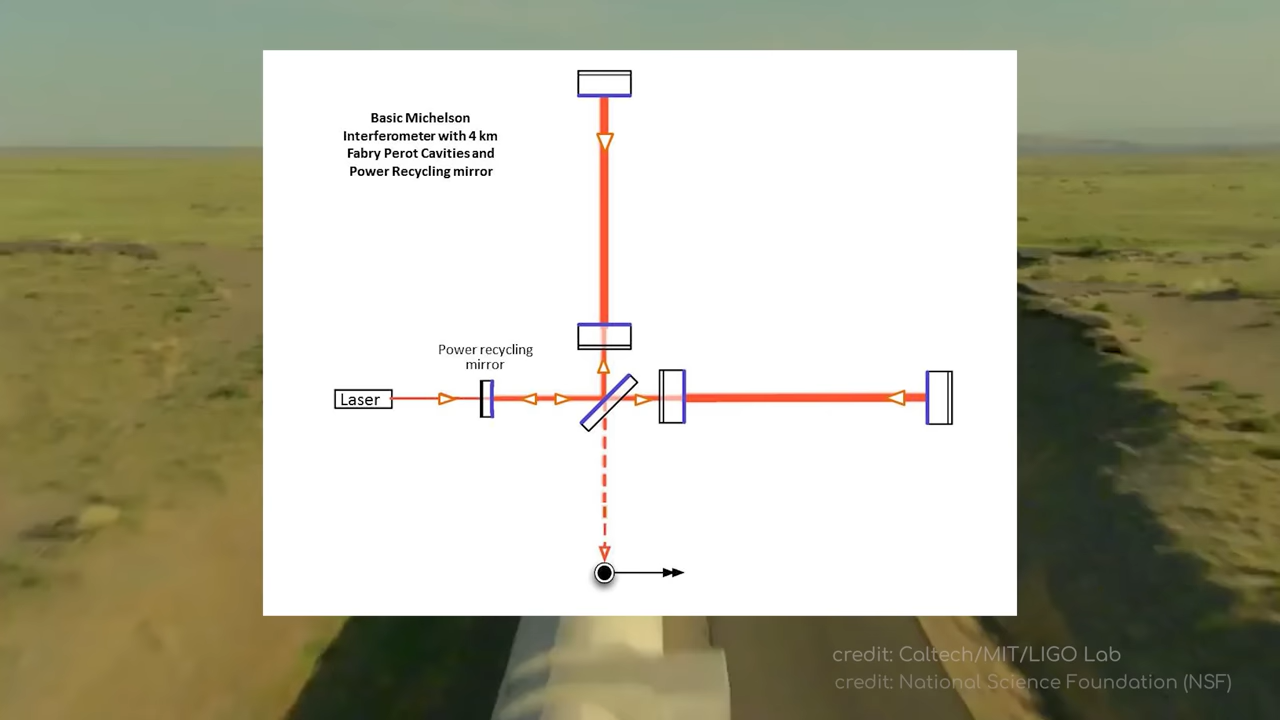 Basic Michelson
Interferometer with 4 km
Fabry Perot Cavities and
Power Recycling mirror
Power recycling
mirror
Laser
credit: Caltech/MIT/LIGO Lab
credit: National Science Foundation (NSF)